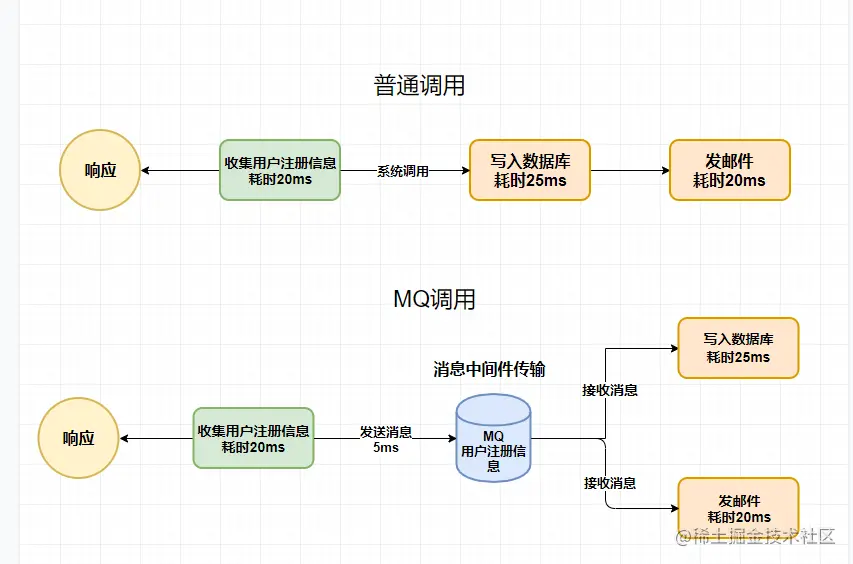 普通调用
响应
收集用户注册信息
耗时20ms
系统调用
写入数据库
耗时25ms
发邮件
耗时20ms
MQ调用
消息中间件传输
写入数据库
耗时25ms
接收消息
响应
收集用户注册信息
耗时20ms
发送消息
5ms
MQ
用户注册信
息
接收消息
发邮件
耗时20ms
@稀土掘金技术社区